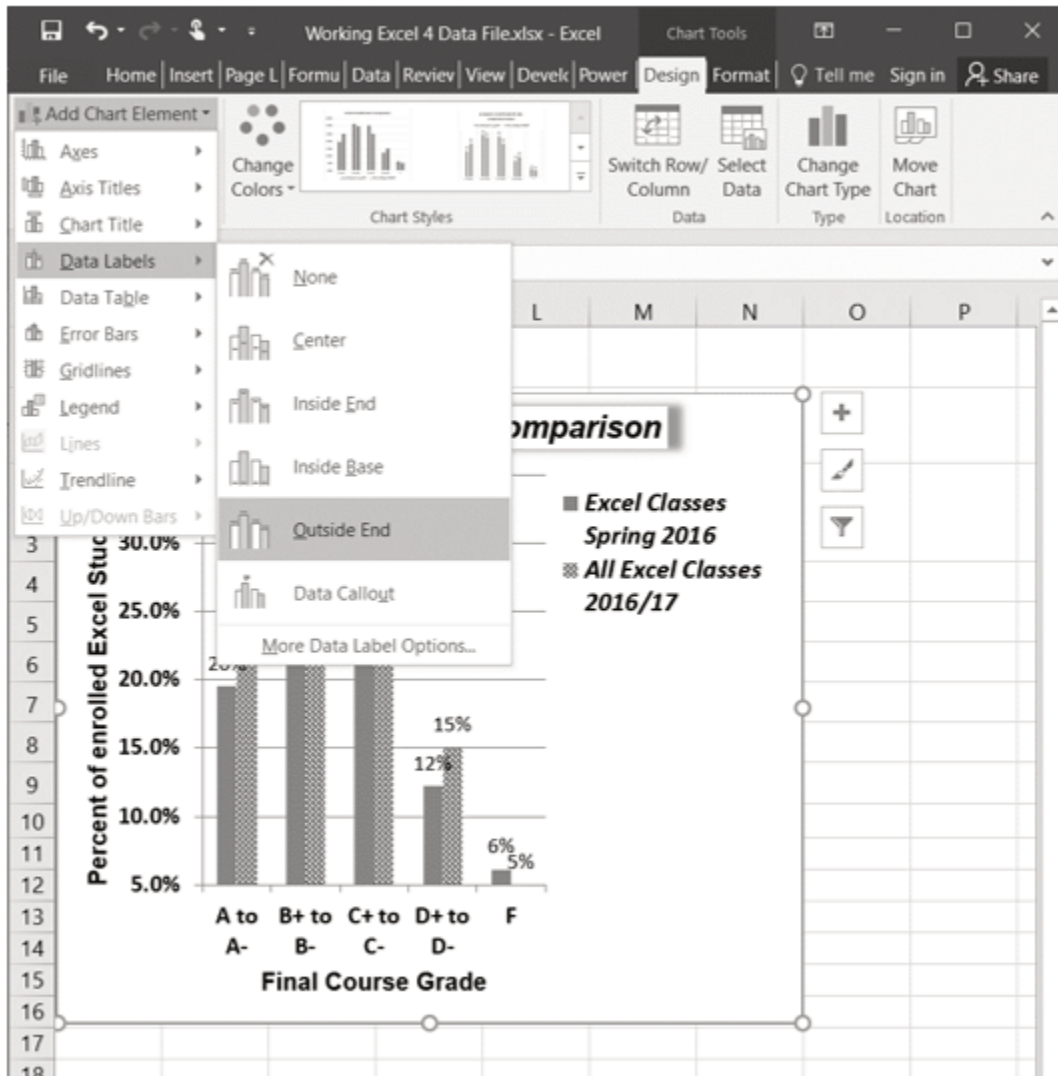 Working Excel 4 Data File.xlsx - Excel
Chart Tools
File Home Insert Page L Formu Data Reviev View Develo Power Design Format Tell me Sign in Share
Add Chart Element
Axes
Axis Titles
Chart Title
Data Labels
Data Table
Error Bars
Gridlines
Legend
Lines
Trendline
Up/Down Bars
Change
Colors
Chart Styles
Switch Row/
Column
Select
Data
Data
Change
Chart Type
Type
Move
Chart
Location
None
Center
Inside End
Inside Base
Outside End
Data Callout
More Data Label Options...
L M N O P
omparison
Excel Classes
Spring 2016
All Excel Classes
2016/17
Percent of enrolled Excel Stud
30.0%
25.0%
20.0%
15.0%
10.0%
5.0%
15%
12%
6%
5%
A to
A-
B+ to
B-
C+ to
C-
D+ to
D-
F
Final Course Grade
3
4
5
6
7
8
9
10
11
12
13
14
15
16
17
18